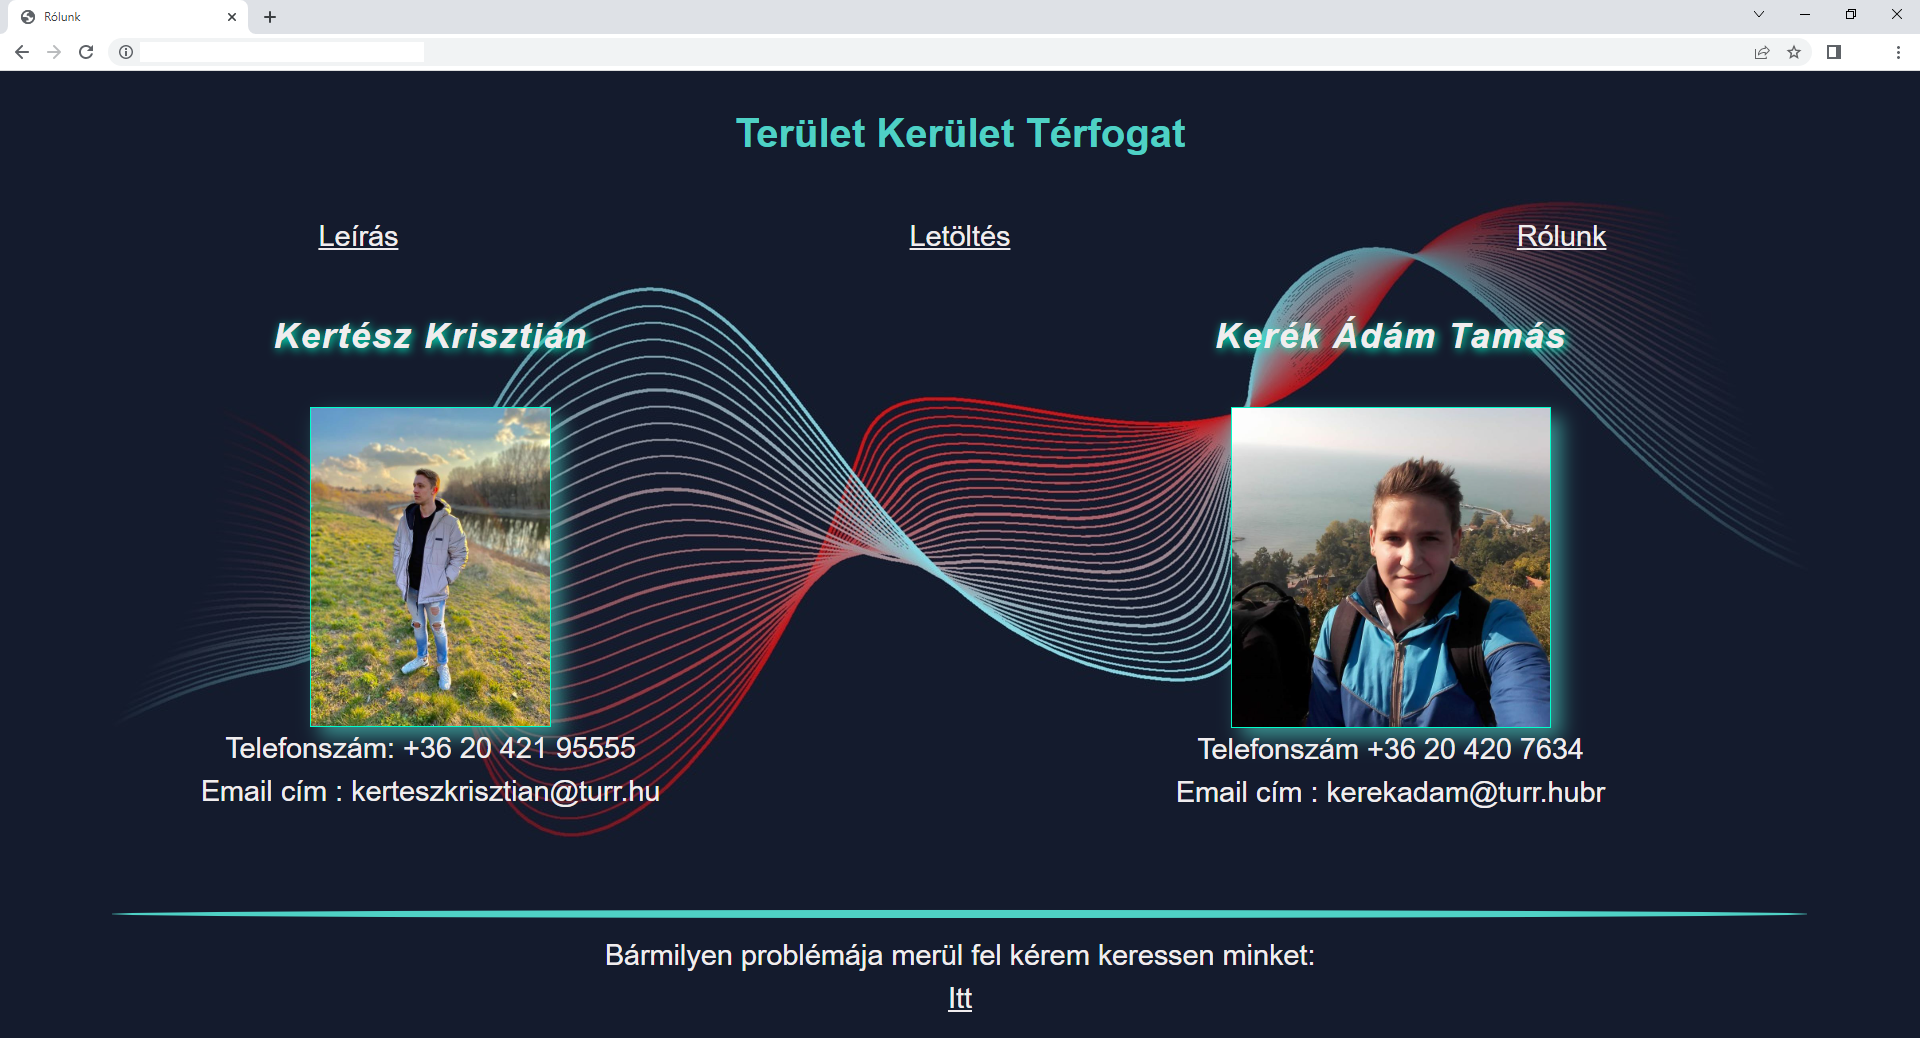 Rólunk
Terület Kerület Térfogat
Leírás
Letöltés
Rólunk
Kertész Krisztián
Kerék Ádám Tamás
Telefonszám: +36 20 421 95555
Email cím : kerteszkrisztian@turr.hu
Telefonszám +36 20 420 7634
Email cím : kerekadam@turr.hubr
Bármilyen problémája merül fel kérem keressen minket:
Itt